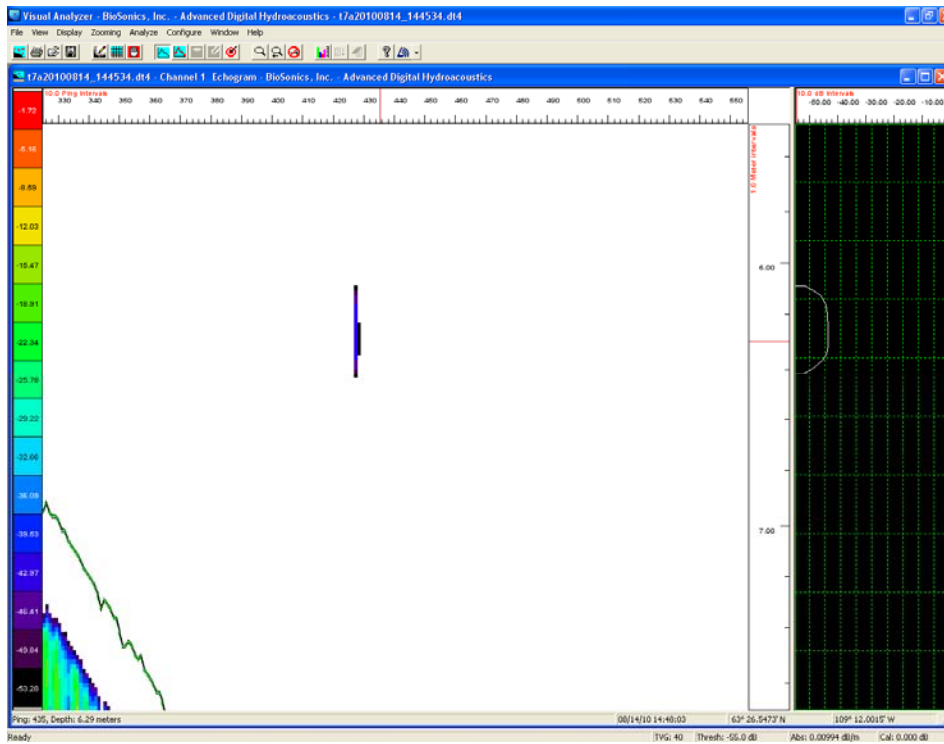 Visual Analyzer - BioSonics, Inc. - Advanced Digital Hydroacoustics - t7a20100814_144534.dt4
File View Display Zooming Analyze Configure Window Help
t7a20100814_144534.dt4 - Channel 1 Echogram - BioSonics, Inc. - Advanced Digital Hydroacoustics
10.0 Ping Intervals
330 340 350 360 370 380 390 400 410 420 430 440 450 460 470 480 490 500 510 520 530 540 550
10.0 dB Intervals
-50.00 -40.00 -30.00 -20.00 -10.00
1.0 Meter Intervals
6.00
7.00
-1.72
-5.16
-8.59
-12.03
-15.47
-18.91
-22.34
-25.78
-29.22
-32.66
-36.09
-39.53
-42.97
-46.41
-49.84
-53.28
Ping: 435, Depth: 6.29 meters
08/14/10 14:48:03
63° 26.5473' N
109° 12.0015' W
Ready
TVG: 40
Thresh: -55.0 dB
Abs: 0.00994 dB/m
Cal: 0.000 dB